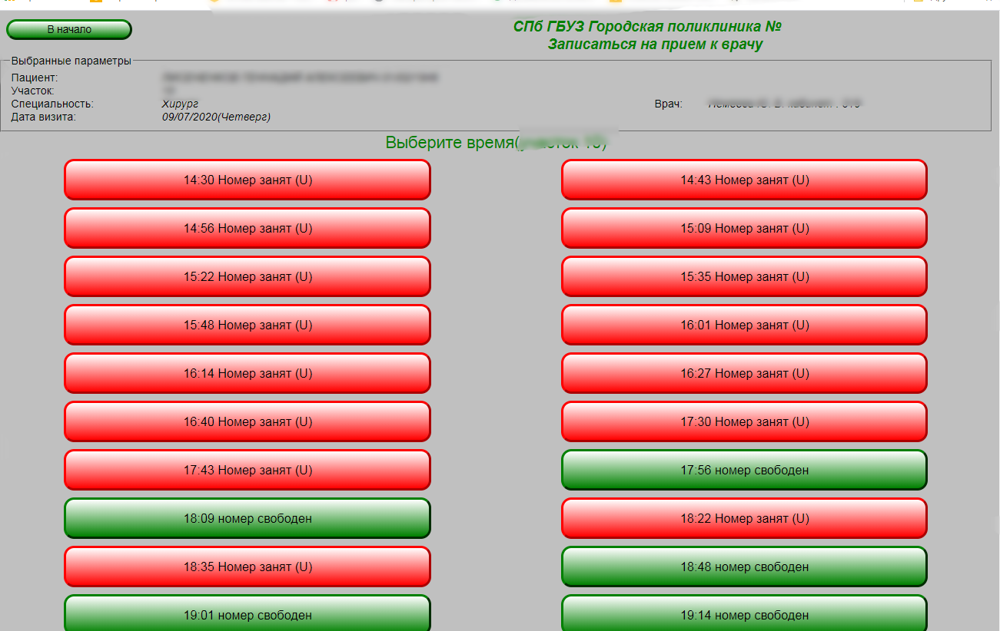 В начало
СПб ГБУЗ Городская поликлиника №
Записаться на прием к врачу
Выбранные параметры
Пациент:
Участок:
Специальность: Хирург Врач:
Дата визита: 09/07/2020(Четверг)
Выберите время(
14:30 Номер занят (U) 14:43 Номер занят (U)
14:56 Номер занят (U) 15:09 Номер занят (U)
15:22 Номер занят (U) 15:35 Номер занят (U)
15:48 Номер занят (U) 16:01 Номер занят (U)
16:14 Номер занят (U) 16:27 Номер занят (U)
16:40 Номер занят (U) 17:30 Номер занят (U)
17:43 Номер занят (U) 17:56 номер свободен
18:09 номер свободен 18:22 Номер занят (U)
18:35 Номер занят (U) 18:48 номер свободен
19:01 номер свободен 19:14 номер свободен